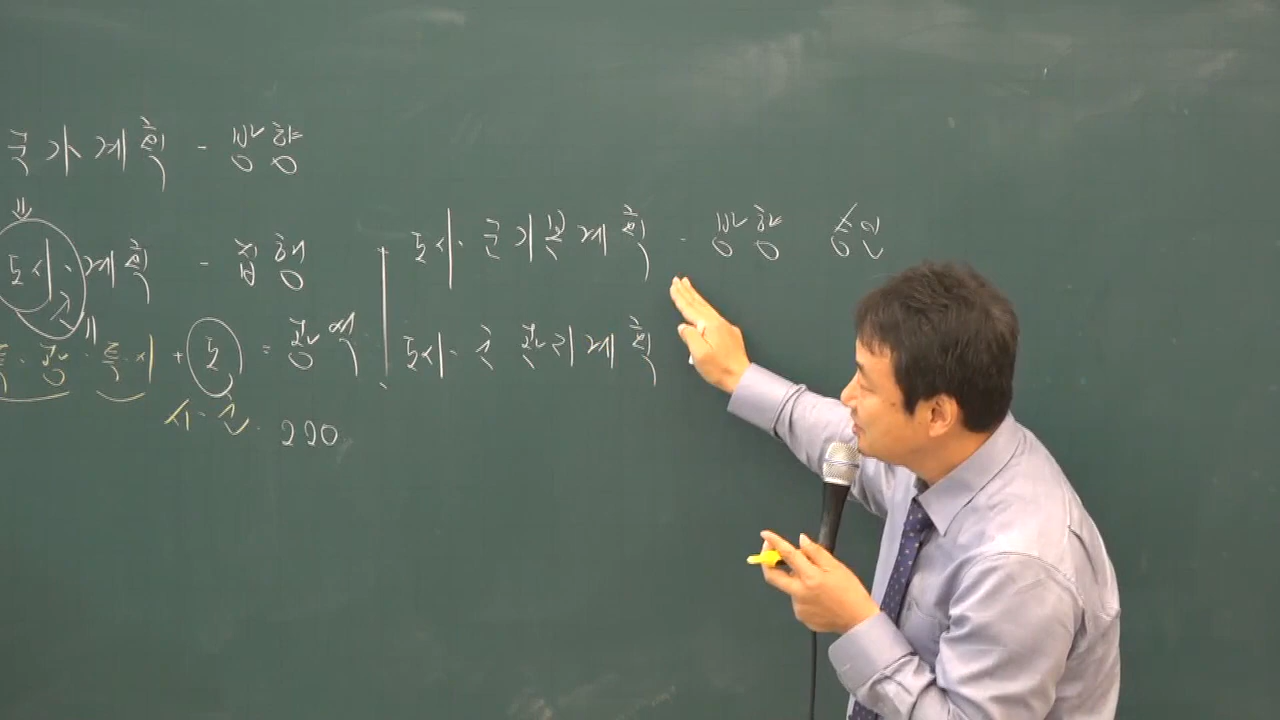 국가계획 - 방향
⇓
도시·군계획 - 집행
특·광·특·시 + 도 = 광역
시·군· 220
도시·군기본계획 - 방향 승인
도시·군관리계획